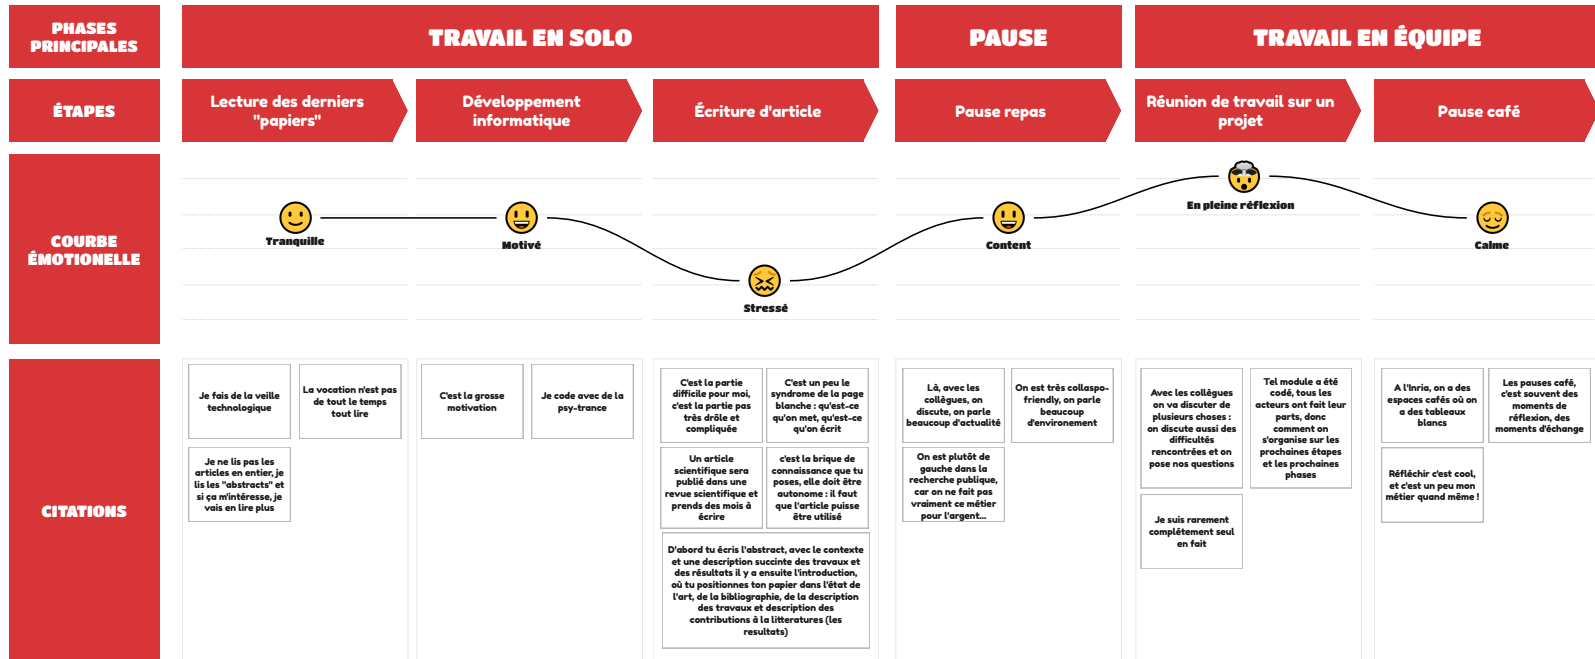 PHASES
PRINCIPALES
TRAVAIL EN SOLO
PAUSE
TRAVAIL EN ÉQUIPE
ÉTAPES
Lecture des derniers
"papiers"
Développement
informatique
Écriture d'article
Pause repas
Réunion de travail sur un
projet
Pause café
COURBE
ÉMOTIONELLE
Tranquille
Motivé
Stressé
Content
En pleine réflexion
Calme
CITATIONS
Je fais de la veille
technologique
La vocation n'est pas
de tout le temps
tout lire
Je ne lis pas les
articles en entier, je
lis les "abstracts" et
si ça m'intéresse, je
vais en lire plus
C'est la grosse
motivation
Je code avec de la
psy-trance
C'est la partie
difficile pour moi,
c'est la partie pas
très drôle et
compliquée
C'est un peu le
syndrome de la page
blanche : qu'est-ce
qu'on met, qu'est-ce
qu'on écrit
Un article
scientifique sera
publié dans une
revue scientifique et
prends des mois à
écrire
c'est la brique de
connaissance que tu
poses, elle doit être
autonome : il faut
que l'article puisse
être utilisé
D'abord tu écris l'abstract, avec le contexte
et une description succinte des travaux et
des résultats il y a ensuite l'introduction,
où tu positionnes ton papier dans l'état de
l'art, de la bibliographie, de la description
des travaux et description des
contributions à la litteratures (les
resultats)
Là, avec les
collègues, on
discute, on parle
beaucoup d'actualité
On est très collaspo-
friendly, on parle
beaucoup
d'environement
On est plutôt de
gauche dans la
recherche publique,
car on ne fait pas
vraiment ce métier
pour l'argent...
Avec les collègues
on va discuter de
plusieurs choses :
on discute aussi des
difficultés
rencontrées et on
pose nos questions
Tel module a été
codé, tous les
acteurs ont fait leur
parts, donc
comment on
s'organise sur les
prochaines étapes
et les prochaines
phases
Je suis rarement
complétement seul
en fait
A l'Inria, on a des
espaces cafés où on
a des tableaux
blancs
Les pauses café,
c'est souvent des
moments de
réflexion, des
moments d'échange
Réfléchir c'est cool,
et c'est un peu mon
métier quand même !